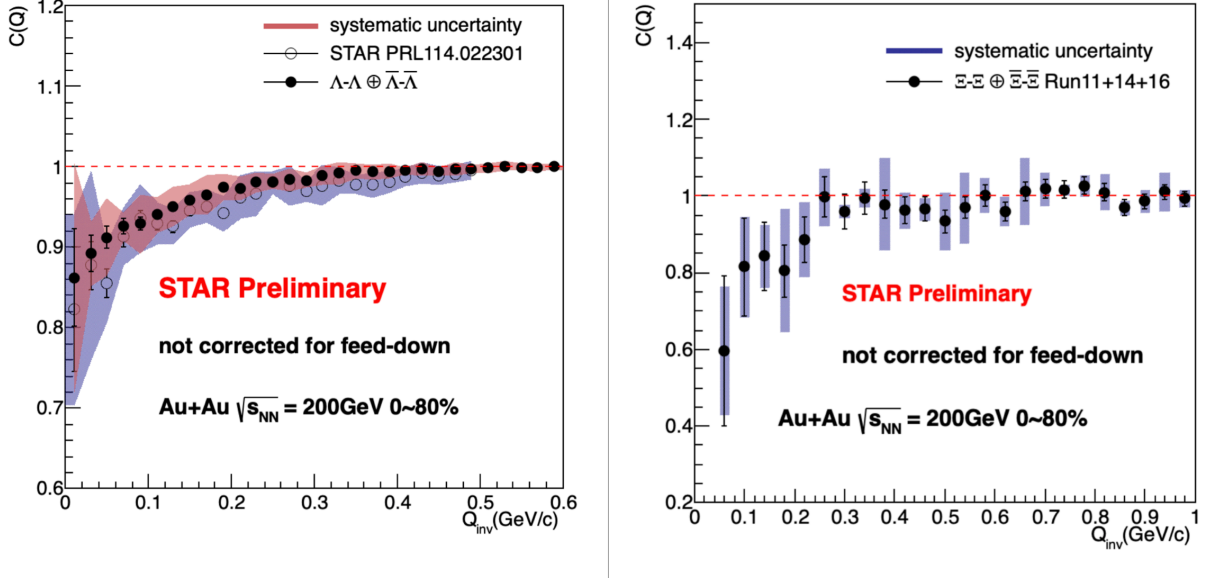 C(Q)
1.2
1.1
1
0.9
0.8
0.7
0.6
systematic uncertainty
STAR PRL114.022301
Λ-Λ ⊕ Λ̅-Λ̅
STAR Preliminary
not corrected for feed-down
Au+Au √sNN = 200GeV 0~80%
0 0.1 0.2 0.3 0.4 0.5 0.6
Qinv(GeV/c)
C(Q)
1.4
1.2
1
0.8
0.6
0.4
0.2
systematic uncertainty
Ξ-Ξ ⊕ Ξ̅-Ξ̅ Run11+14+16
STAR Preliminary
not corrected for feed-down
Au+Au √sNN = 200GeV 0~80%
0 0.1 0.2 0.3 0.4 0.5 0.6 0.7 0.8 0.9 1
Qinv(GeV/c)